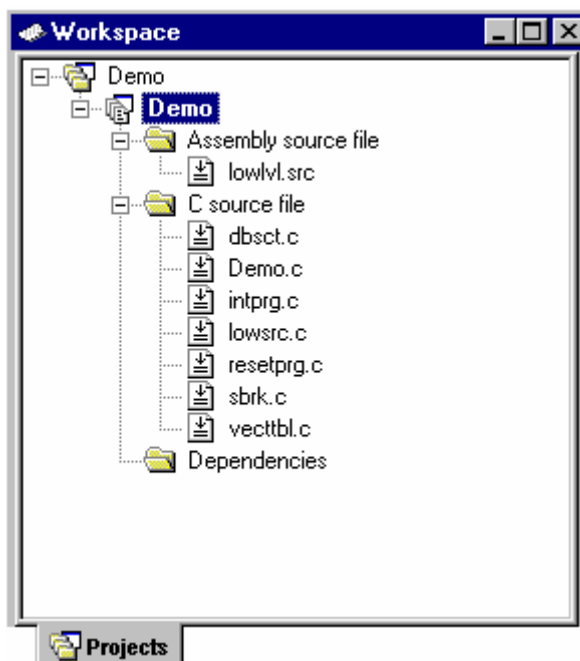 Workspace
Demo
Demo
Assembly source file
lowlvl.src
C source file
dbsct.c
Demo.c
intprg.c
lowsrc.c
resetprg.c
sbrk.c
vecttbl.c
Dependencies
Projects